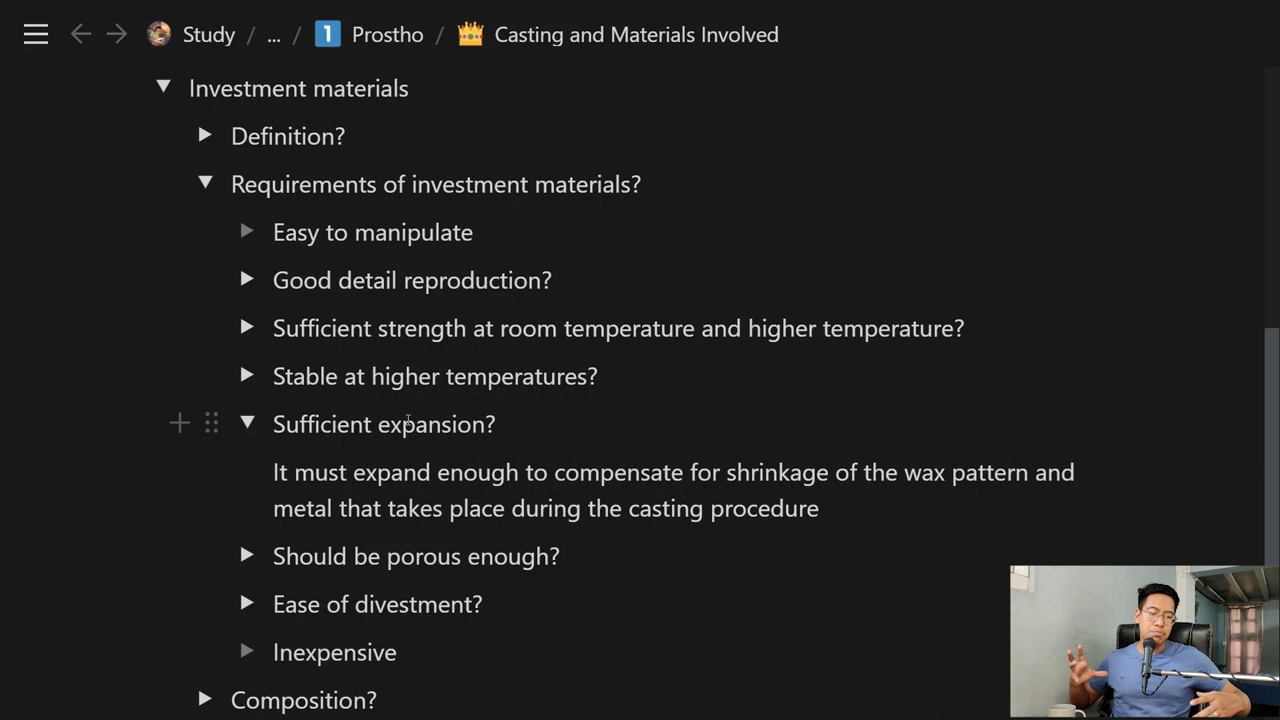 Study / ... / 1 Prostho / Casting and Materials Involved
Investment materials
Definition?
Requirements of investment materials?
Easy to manipulate
Good detail reproduction?
Sufficient strength at room temperature and higher temperature?
Stable at higher temperatures?
Sufficient expansion?
It must expand enough to compensate for shrinkage of the wax pattern and
metal that takes place during the casting procedure
Should be porous enough?
Ease of divestment?
Inexpensive
Composition?